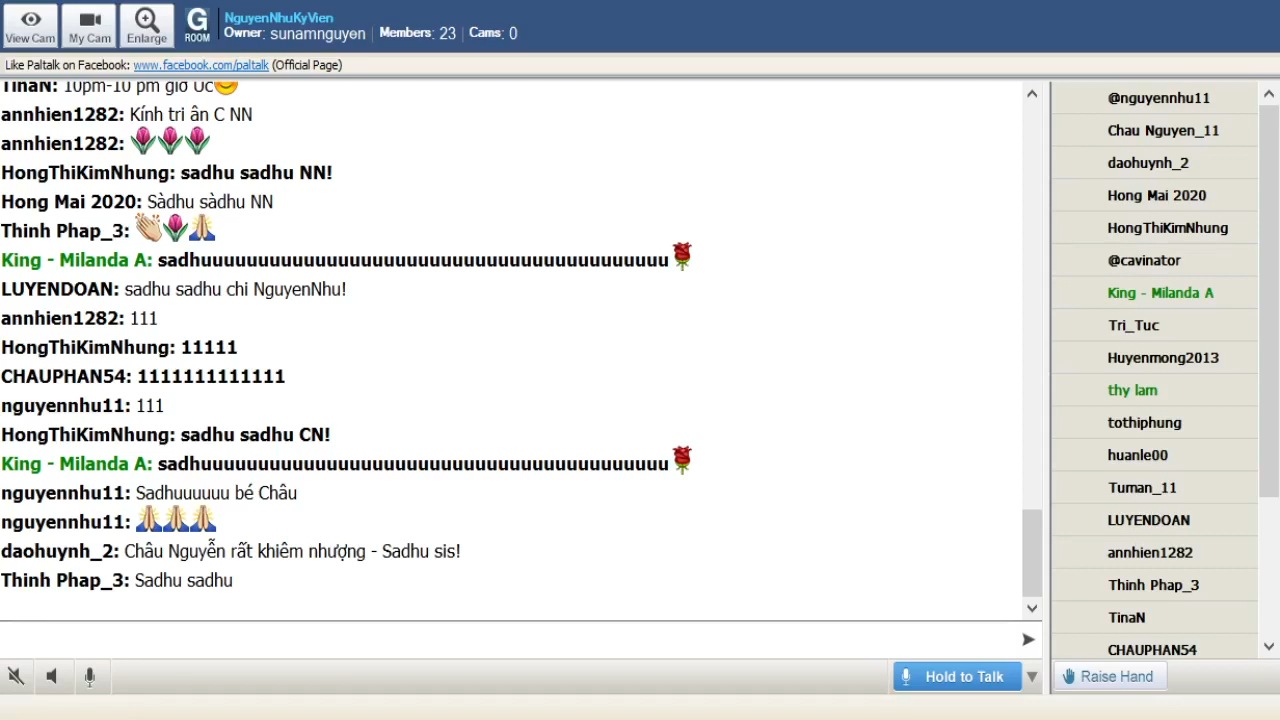 View Cam
My Cam
Enlarge
G
ROOM
NguyenNhuKyVien
Owner: sunamnguyen
Members: 23
Cams: 0
Like Paltalk on Facebook: www.facebook.com/paltalk (Official Page)
TinaN: 10pm-10 pm giờ Úc
annhien1282: Kính tri ân C NN
annhien1282:
HongThiKimNhung: sadhu sadhu NN!
Hong Mai 2020: Sàdhu sàdhu NN
Thinh Phap_3:
King - Milanda A: sadhuuuuuuuuuuuuuuuuuuuuuuuuuuuuuuuuuuuuuuuuu
LUYENDOAN: sadhu sadhu chi NguyenNhu!
annhien1282: 111
HongThiKimNhung: 11111
CHAUPHAN54: 1111111111111
nguyennhu11: 111
HongThiKimNhung: sadhu sadhu CN!
King - Milanda A: sadhuuuuuuuuuuuuuuuuuuuuuuuuuuuuuuuuuuuuuuuuu
nguyennhu11: Sadhuuuuuu bé Châu
nguyennhu11:
daohuynh_2: Châu Nguyễn rất khiêm nhượng - Sadhu sis!
Thinh Phap_3: Sadhu sadhu
Hold to Talk
@nguyennhu11
Chau Nguyen_11
daohuynh_2
Hong Mai 2020
HongThiKimNhung
@cavinator
King - Milanda A
Tri_Tuc
Huyenmong2013
thy lam
tothiphung
huanle00
Tuman_11
LUYENDOAN
annhien1282
Thinh Phap_3
TinaN
CHAUPHAN54
Raise Hand